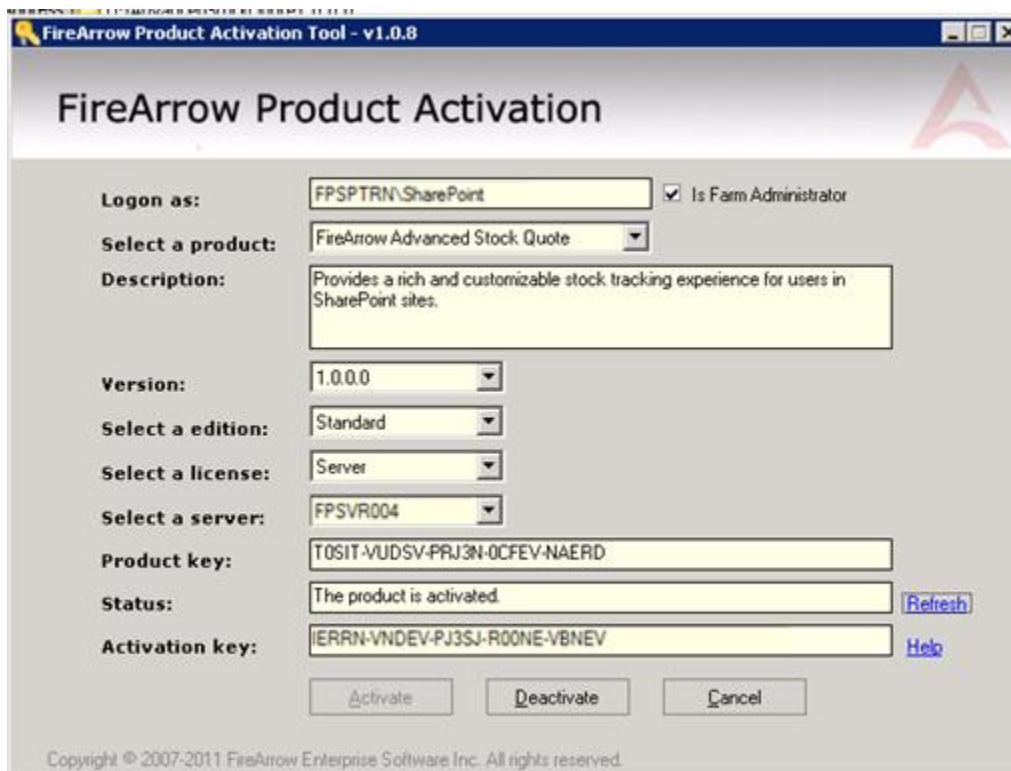 FireArrow Product Activation Tool - v1.0.8
FireArrow Product Activation
Logon as: FPSPTRN\SharePoint Is Farm Administrator
Select a product: FireArrow Advanced Stock Quote
Description: Provides a rich and customizable stock tracking experience for users in
SharePoint sites.
Version: 1.0.0.0
Select a edition: Standard
Select a license: Server
Select a server: FPSVR004
Product key: T0SIT-VUDSV-PRJ3N-0CFEV-NAERD
Status: The product is activated. Refresh
Activation key: IERRN-VNDEV-PJ3SJ-R00NE-VBNEV Help
Activate Deactivate Cancel
Copyright © 2007-2011 FireArrow Enterprise Software Inc. All rights reserved.